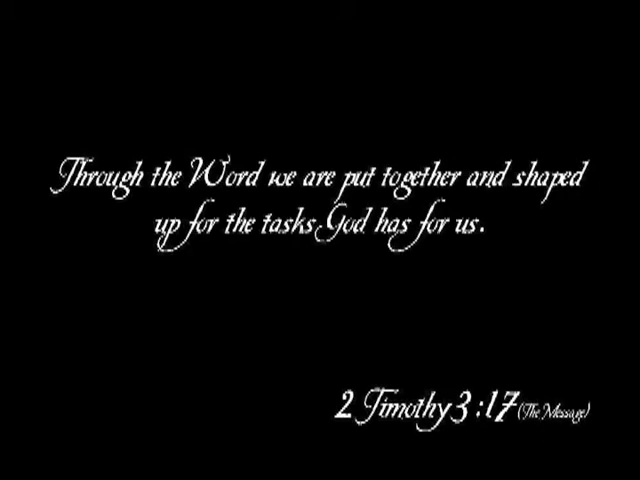 Through the Word we are put together and shaped
up for the tasks God has for us.
2 Timothy 3:17 (The Message)